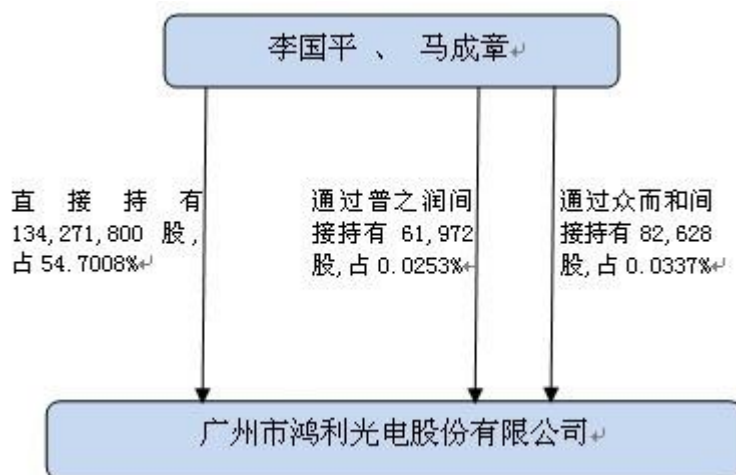 李国平 、 马成章
直 接 持 有
134,271,800 股,
占 54.7008%
通过普之润间
接持有 61,972
股,占 0.0253%
通过众而和间
接持有 82,628
股,占 0.0337%
广州市鸿利光电股份有限公司